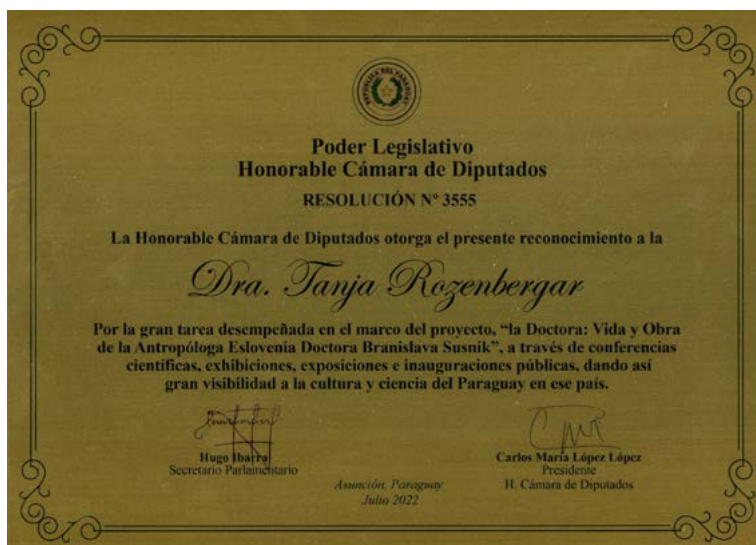 REPUBLICA DEL PARAGUAY
Poder Legislativo
Honorable Cámara de Diputados
RESOLUCIÓN Nº 3555
La Honorable Cámara de Diputados otorga el presente reconocimiento a la
Dra. Tanja Rozenbergar
Por la gran tarea desempeñada en el marco del proyecto, “la Doctora: Vida y Obra
de la Antropóloga Eslovenia Doctora Branislava Susnik”, a través de conferencias
científicas, exhibiciones, exposiciones e inauguraciones públicas, dando así
gran visibilidad a la cultura y ciencia del Paraguay en ese país.
Hugo Ibarra
Secretario Parlamentario
Carlos María López López
Presidente
H. Cámara de Diputados
Asunción, Paraguay
Julio 2022